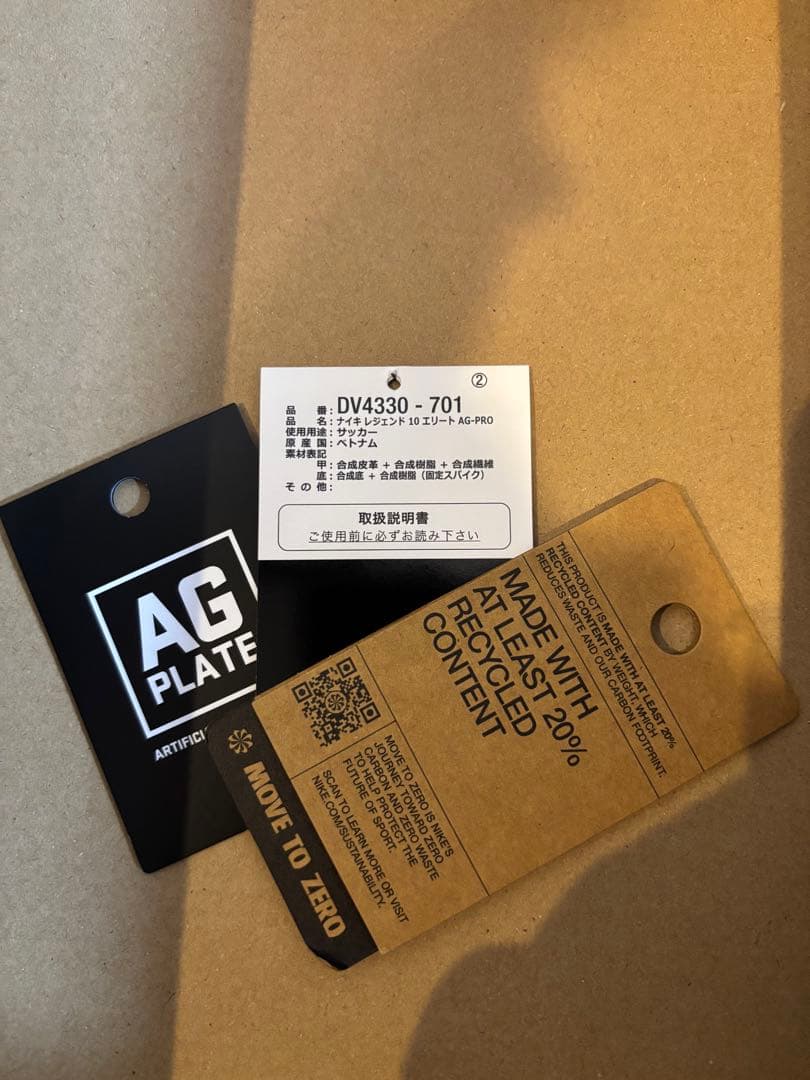 ②
品 番 : DV4330 - 701
品 名 : ナイキ レジェンド 10 エリート AG-PRO
使用用途 : サッカー
原 産 国 : ベトナム
素材表記
甲 : 合成皮革 + 合成樹脂 + 合成繊維
底 : 合成底 + 合成樹脂（固定スパイク）
そ の 他 :
取扱説明書
ご使用前に必ずお読み下さい
AG
PLATE
THIS PRODUCT IS MADE WITH AT LEAST 20%
RECYCLED CONTENT BY WEIGHT, WHICH
REDUCES WASTE AND OUR CARBON FOOTPRINT.
MADE WITH
AT LEAST 20%
RECYCLED
CONTENT
MOVE TO ZERO IS NIKE'S
JOURNEY TOWARD ZERO
CARBON AND ZERO WASTE
TO HELP PROTECT THE
FUTURE OF SPORT.
SCAN TO LEARN MORE OR VISIT
NIKE.COM/SUSTAINABILITY.
MOVE TO ZERO